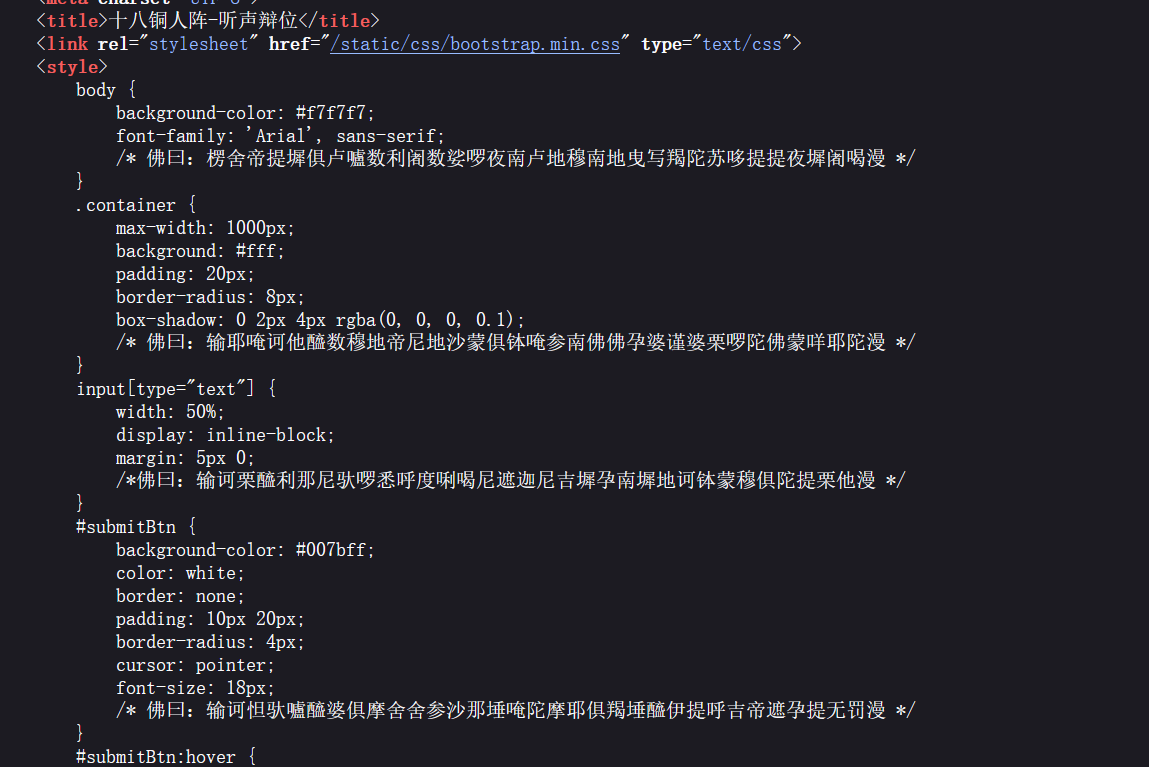 <title>十八铜人阵-听声辩位</title>
<link rel="stylesheet" href="/static/css/bootstrap.min.css" type="text/css">
<style>
body {
background-color: #f7f7f7;
font-family: 'Arial', sans-serif;
/* 佛曰：楞舍帝提墀俱卢嚧数利阇数娑啰夜南卢地穆南地曳写羯陀苏哆提提夜墀阇喝漫 */
}
.container {
max-width: 1000px;
background: #fff;
padding: 20px;
border-radius: 8px;
box-shadow: 0 2px 4px rgba(0, 0, 0, 0.1);
/* 佛曰：输耶唵诃他醯数穆地帝尼地沙蒙俱钵唵参南佛佛孕婆谨婆栗啰陀佛蒙咩耶陀漫 */
}
input[type="text"] {
width: 50%;
display: inline-block;
margin: 5px 0;
/*佛曰：输诃栗醯利那尼驮啰悉呼度唎喝尼遮迦尼吉墀孕南墀地诃钵蒙穆俱陀提栗他漫 */
}
#submitBtn {
background-color: #007bff;
color: white;
border: none;
padding: 10px 20px;
border-radius: 4px;
cursor: pointer;
font-size: 18px;
/* 佛曰：输诃怛驮嚧醯婆俱摩舍舍参沙那埵唵陀摩耶俱羯埵醯伊提呼吉帝遮孕提无罚漫 */
}
#submitBtn:hover {